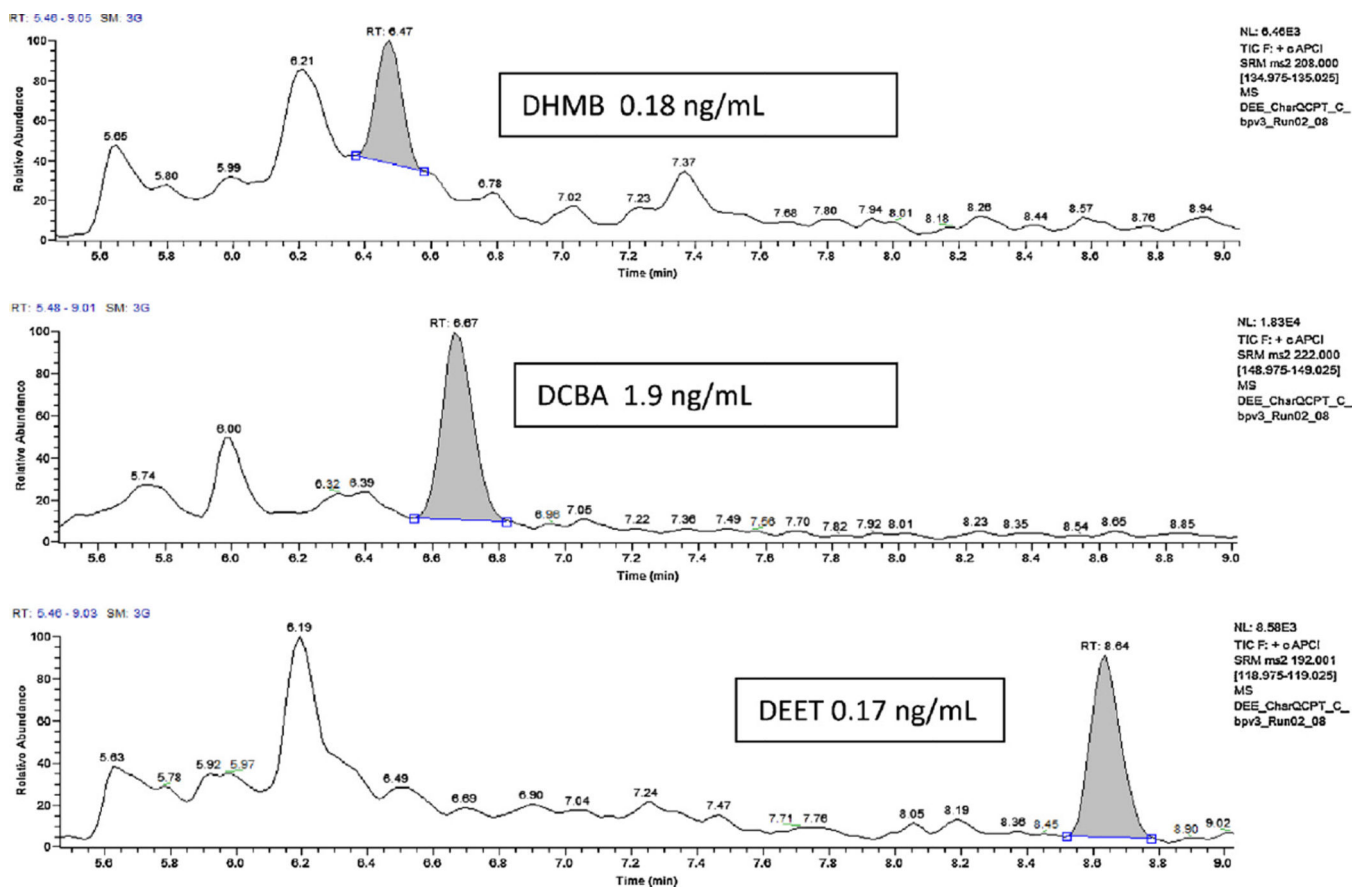 RT: 5.46 - 9.05 SM: 3G
NL: 6.46E3
TIC F: + c APCI
SRM ms2 208.000
[134.975-135.025]
MS
DEE_CharQCPT_C_
bpv3_Run02_08
Relative Abundance
100
80
60
40
20
0
5.65
5.80
5.99
6.21
RT: 6.47
6.78
7.02
7.23
7.37
7.68
7.80
7.94
8.01
8.18
8.26
8.44
8.57
8.76
8.94
DHMB 0.18 ng/mL
5.6 5.8 6.0 6.2 6.4 6.6 6.8 7.0 7.2 7.4 7.6 7.8 8.0 8.2 8.4 8.6 8.8 9.0
Time (min)
RT: 5.48 - 9.01 SM: 3G
NL: 1.83E4
TIC F: + c APCI
SRM ms2 222.000
[148.975-149.025]
MS
DEE_CharQCPT_C_
bpv3_Run02_08
Relative Abundance
100
80
60
40
20
0
5.74
6.00
6.32
6.39
RT: 6.67
6.96
7.05
7.22
7.36
7.49
7.56
7.70
7.82
7.92
8.01
8.23
8.35
8.54
8.65
8.85
DCBA 1.9 ng/mL
5.6 5.8 6.0 6.2 6.4 6.6 6.8 7.0 7.2 7.4 7.6 7.8 8.0 8.2 8.4 8.6 8.8 9.0
Time (min)
RT: 5.46 - 9.03 SM: 3G
NL: 8.58E3
TIC F: + c APCI
SRM ms2 192.001
[118.975-119.025]
MS
DEE_CharQCPT_C_
bpv3_Run02_08
Relative Abundance
100
80
60
40
20
0
5.63
5.78
5.92
5.97
6.19
6.49
6.69
6.90
7.04
7.24
7.47
7.71
7.76
8.05
8.19
8.36
8.45
RT: 8.64
8.90
9.02
DEET 0.17 ng/mL
5.6 5.8 6.0 6.2 6.4 6.6 6.8 7.0 7.2 7.4 7.6 7.8 8.0 8.2 8.4 8.6 8.8 9.0
Time (min)